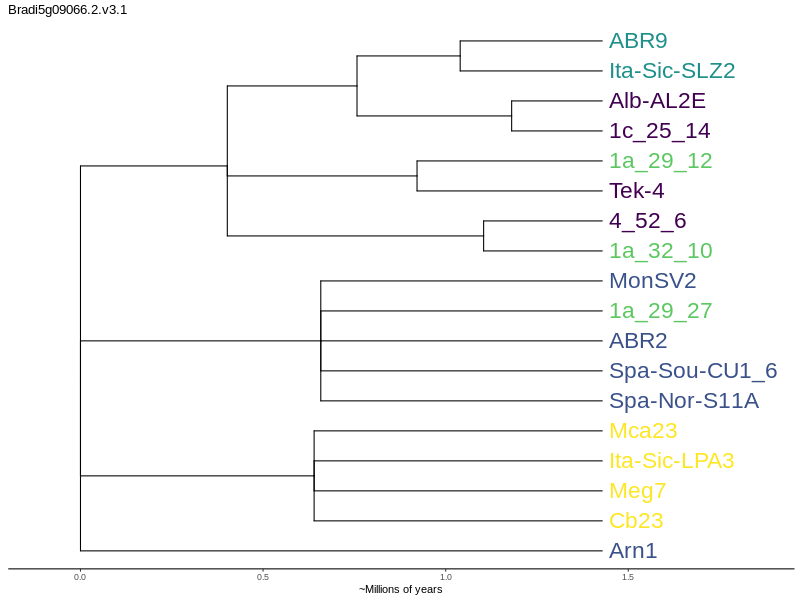 Bradi5g09066.2.v3.1
ABR9
Ita-Sic-SLZ2
Alb-AL2E
1c_25_14
1a_29_12
Tek-4
4_52_6
1a_32_10
MonSV2
1a_29_27
ABR2
Spa-Sou-CU1_6
Spa-Nor-S11A
Mca23
Ita-Sic-LPA3
Meg7
Cb23
Arn1
0.0 0.5 1.0 1.5
~Millions of years